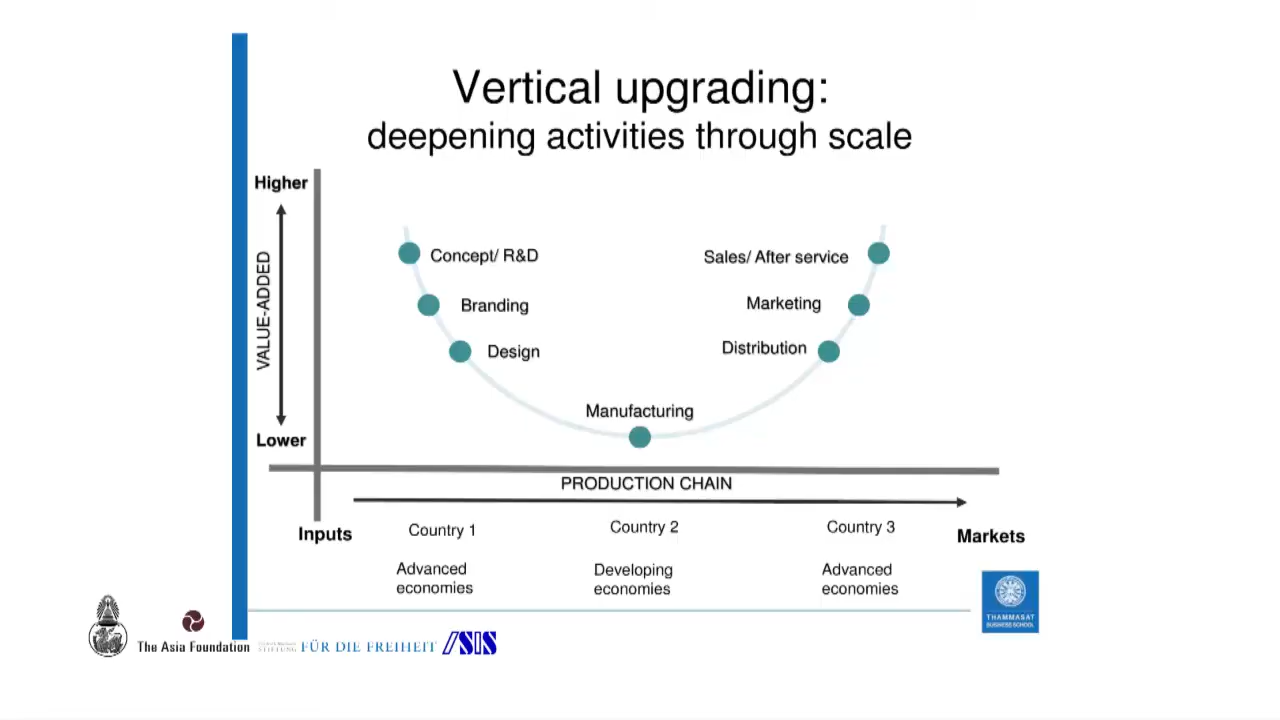 Vertical upgrading:
deepening activities through scale
Higher
VALUE-ADDED
Lower
Concept/ R&D
Branding
Design
Manufacturing
Sales/ After service
Marketing
Distribution
PRODUCTION CHAIN
Inputs
Country 1
Country 2
Country 3
Markets
Advanced
economies
Developing
economies
Advanced
economies
THAMMASAT
BUSINESS SCHOOL
The Asia Foundation
STIFTUNG FÜR DIE FREIHEIT
ISIS